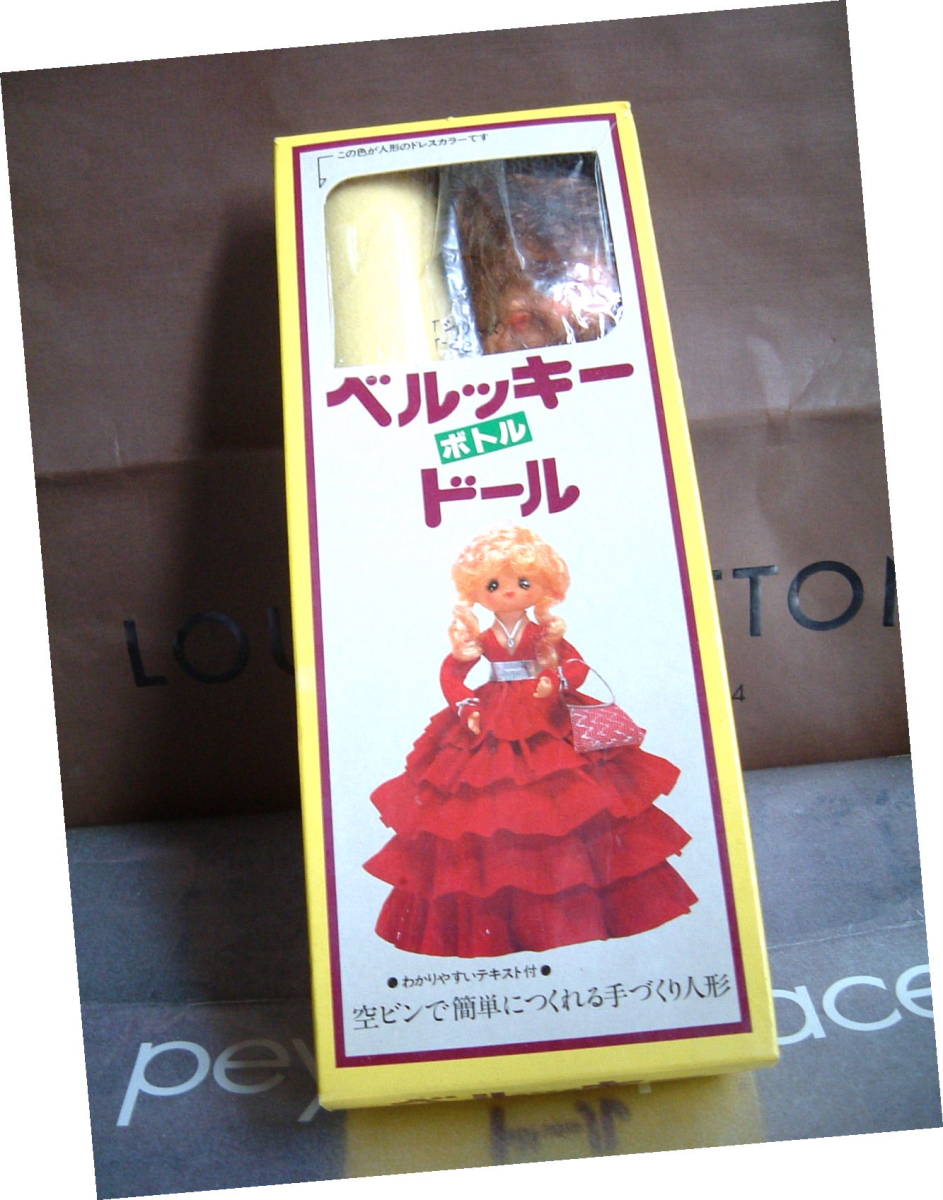 この色が人形のドレスカラーです
ベルッキー
ボトル
ドール
●わかりやすいテキスト付●
空ビンで簡単につくれる手づくり人形
LOU TTON
4
pey ace